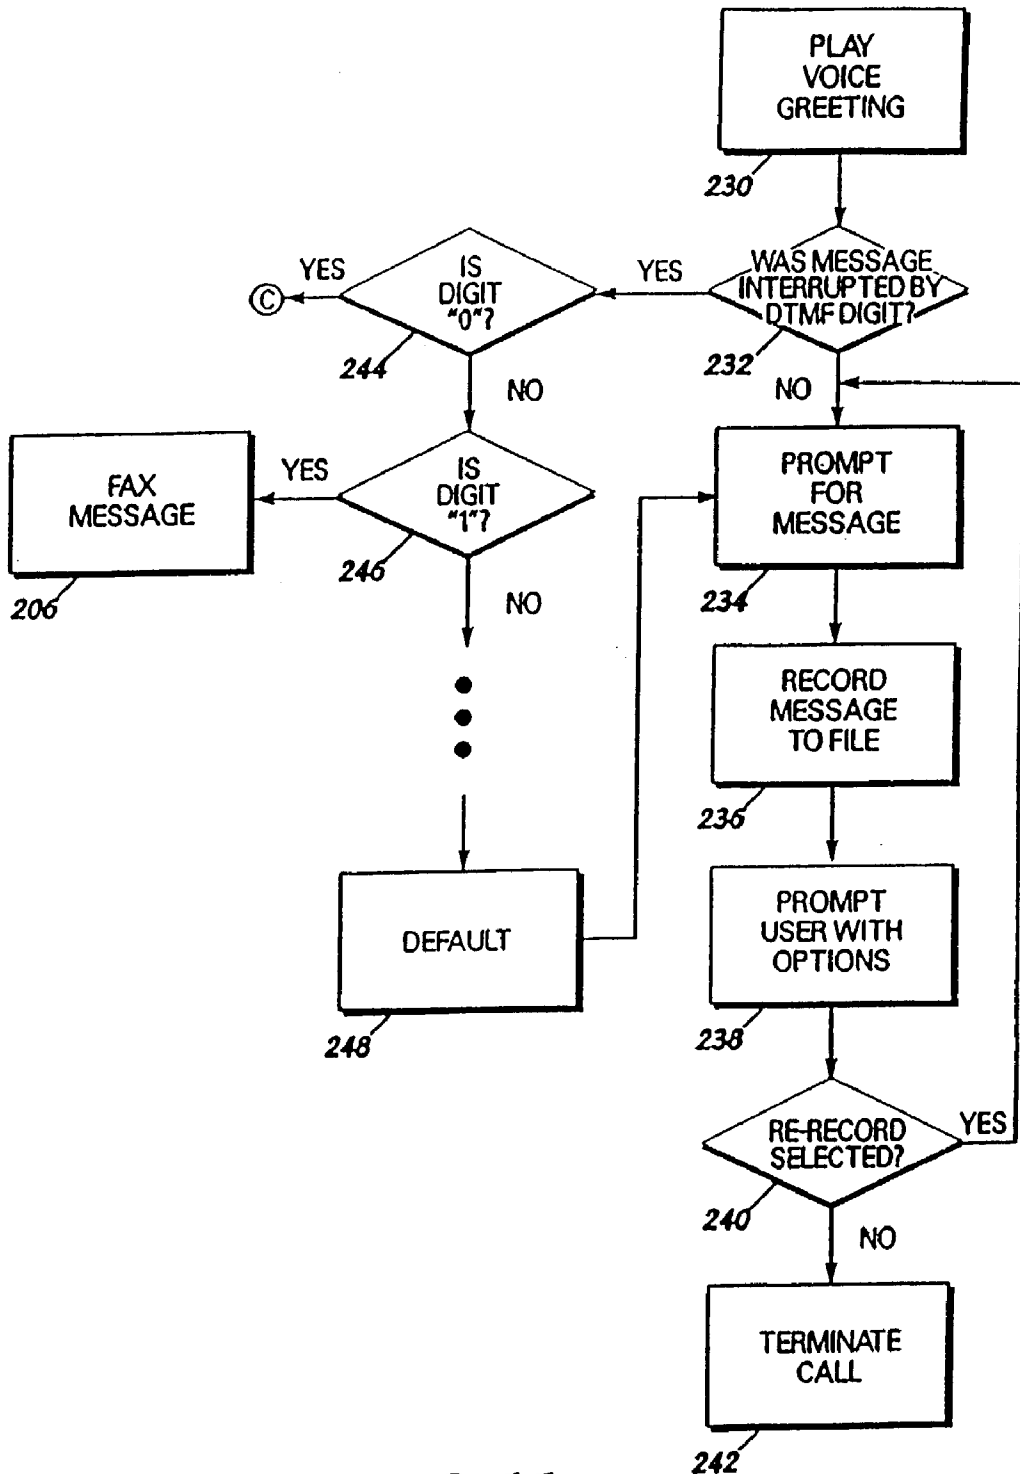 PLAY
VOICE
GREETING
230
WAS MESSAGE
INTERRUPTED BY
DTMF DIGIT?
232
YES
NO
IS
DIGIT
"0"?
244
YES
C
NO
IS
DIGIT
"1"?
246
YES
FAX
MESSAGE
206
NO
DEFAULT
248
PROMPT
FOR
MESSAGE
234
RECORD
MESSAGE
TO FILE
236
PROMPT
USER WITH
OPTIONS
238
RE-RECORD
SELECTED?
240
YES
NO
TERMINATE
CALL
242